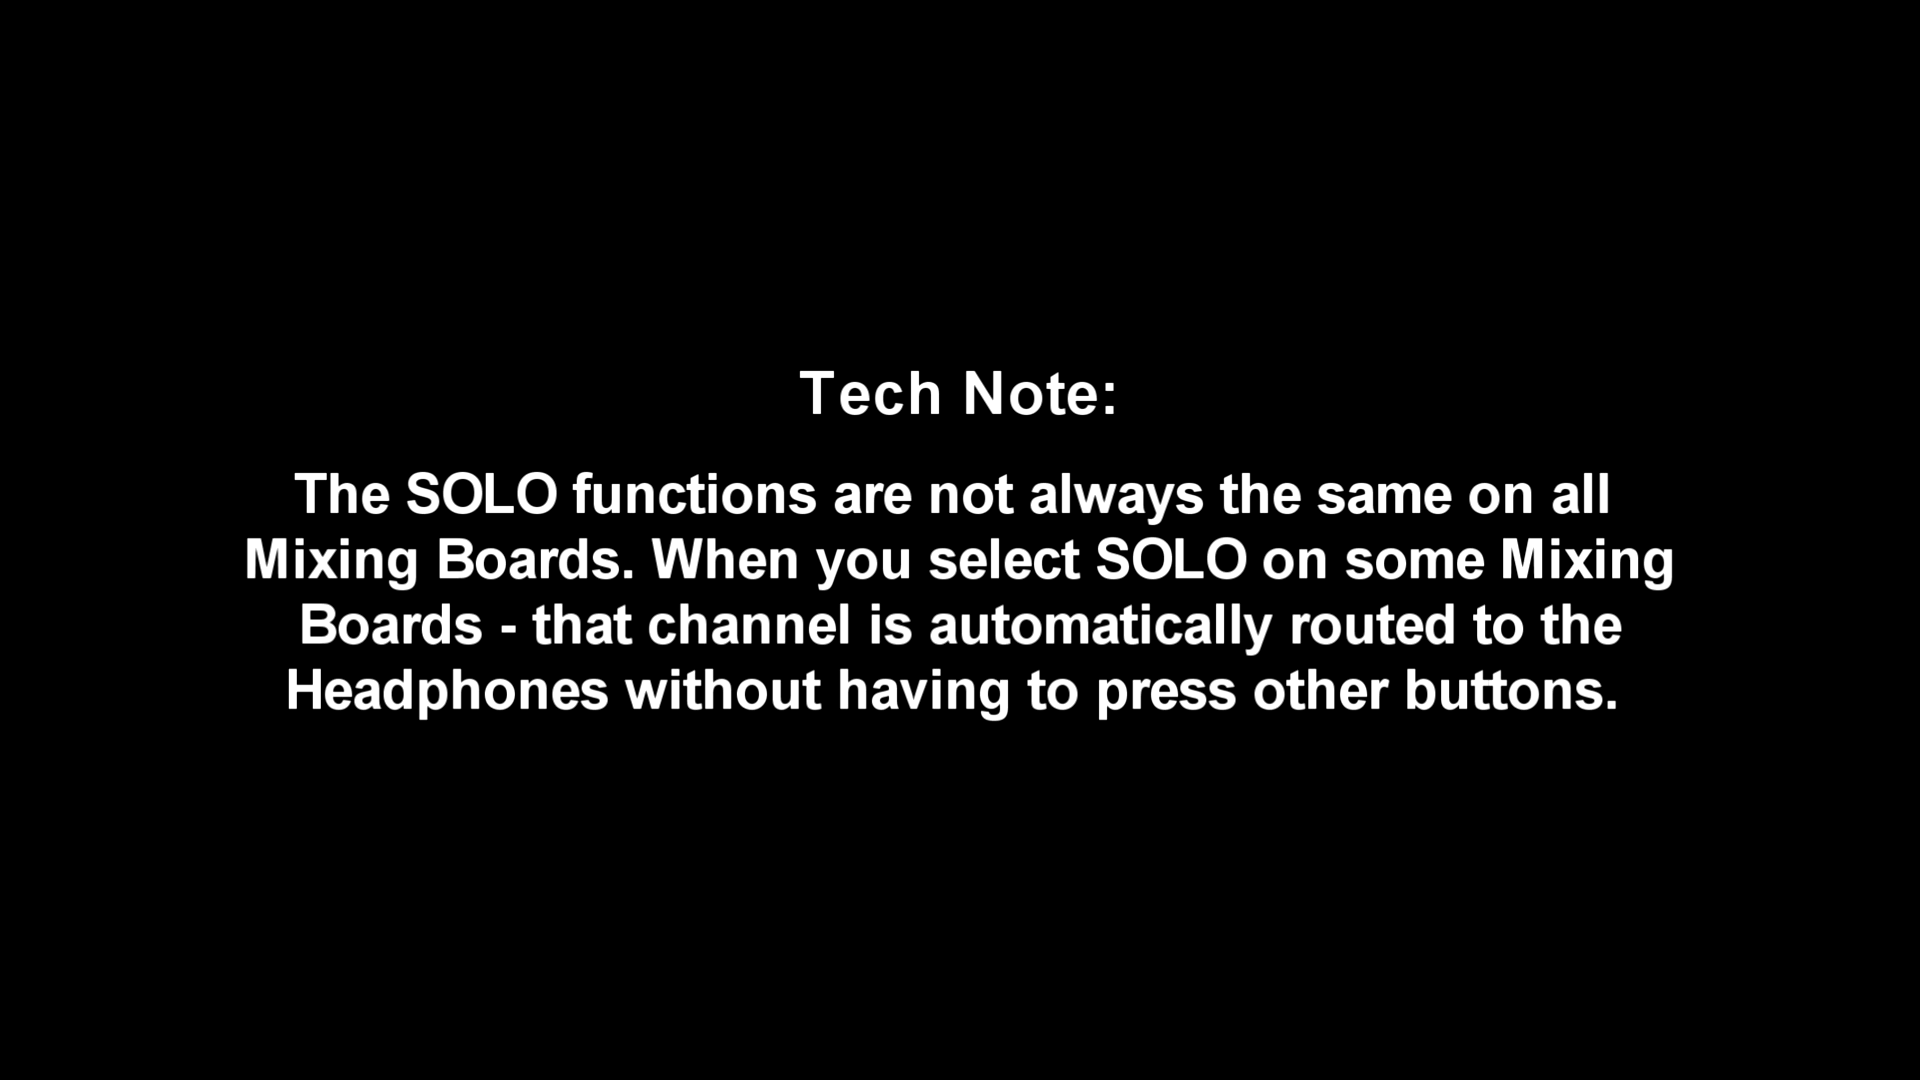 Tech Note:
The SOLO functions are not always the same on all
Mixing Boards. When you select SOLO on some Mixing
Boards - that channel is automatically routed to the
Headphones without having to press other buttons.